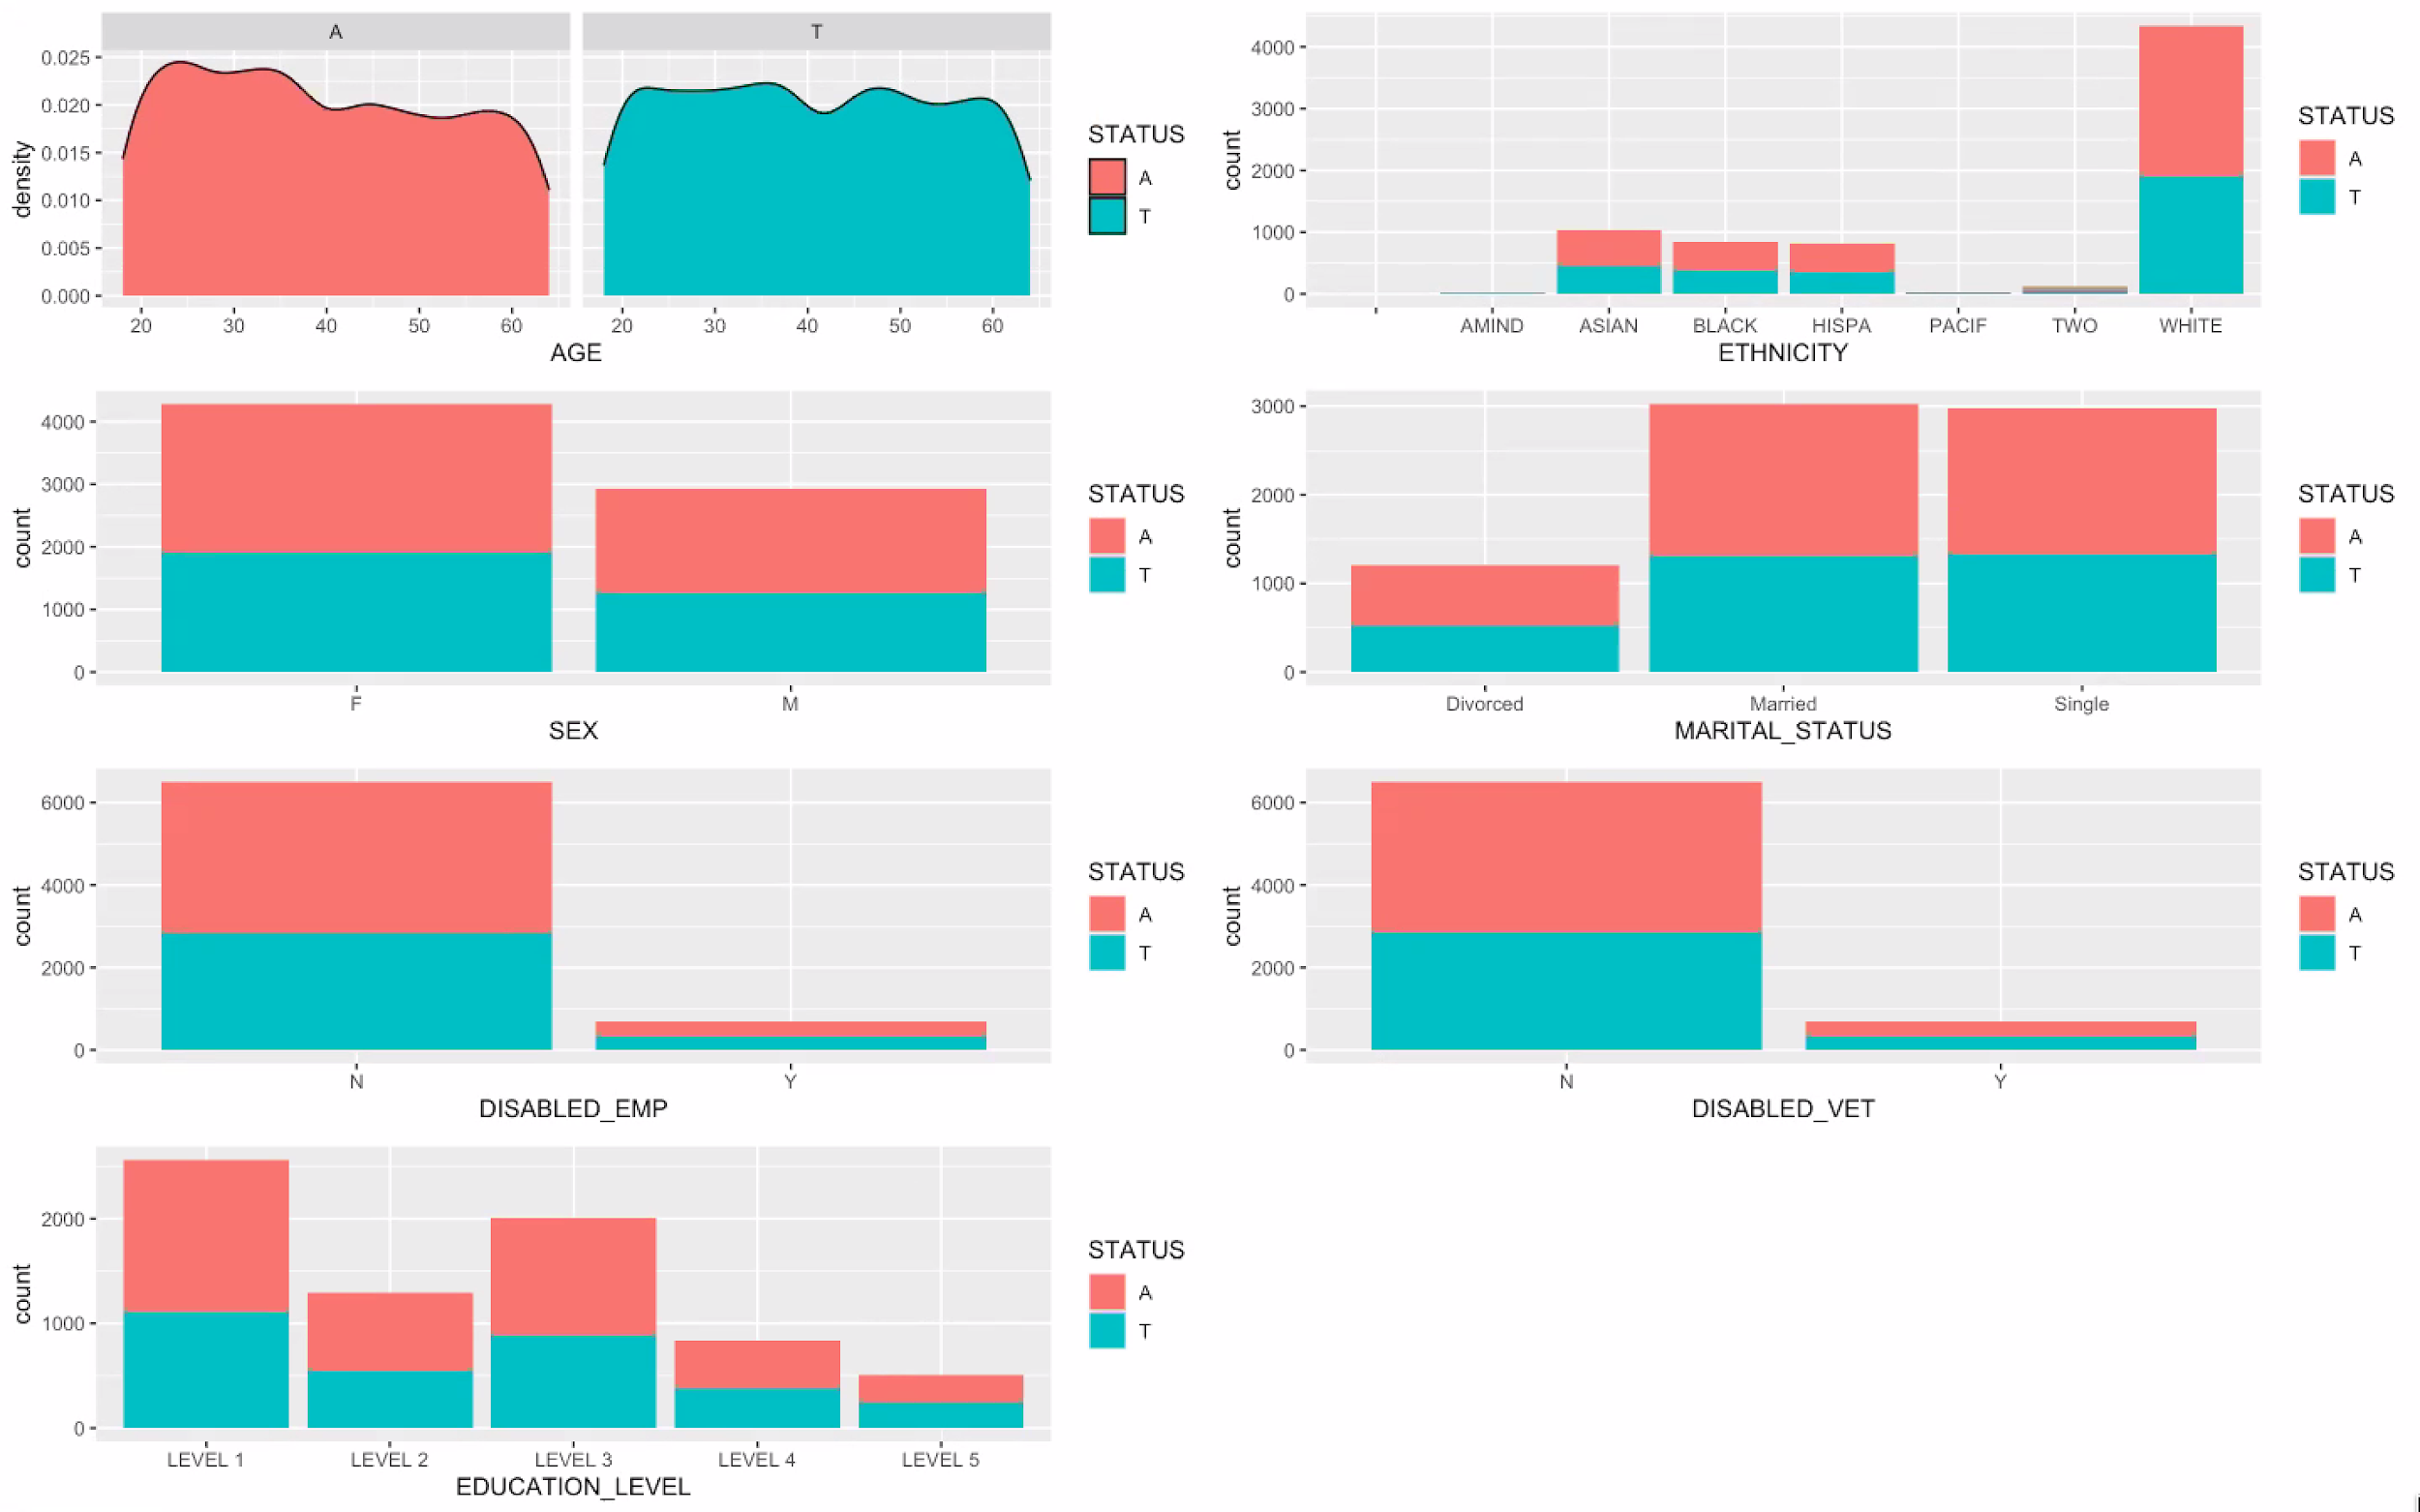 A T
density
0.025
0.020
0.015
0.010
0.005
0.000
20 30 40 50 60 20 30 40 50 60
AGE
STATUS
A
T
count
4000
3000
2000
1000
0
AMIND ASIAN BLACK HISPA PACIF TWO WHITE
ETHNICITY
STATUS
A
T
count
4000
3000
2000
1000
0
F M
SEX
STATUS
A
T
count
3000
2000
1000
0
Divorced Married Single
MARITAL_STATUS
STATUS
A
T
count
6000
4000
2000
0
N Y
DISABLED_EMP
STATUS
A
T
count
6000
4000
2000
0
N Y
DISABLED_VET
STATUS
A
T
count
2000
1000
0
LEVEL 1 LEVEL 2 LEVEL 3 LEVEL 4 LEVEL 5
EDUCATION_LEVEL
STATUS
A
T